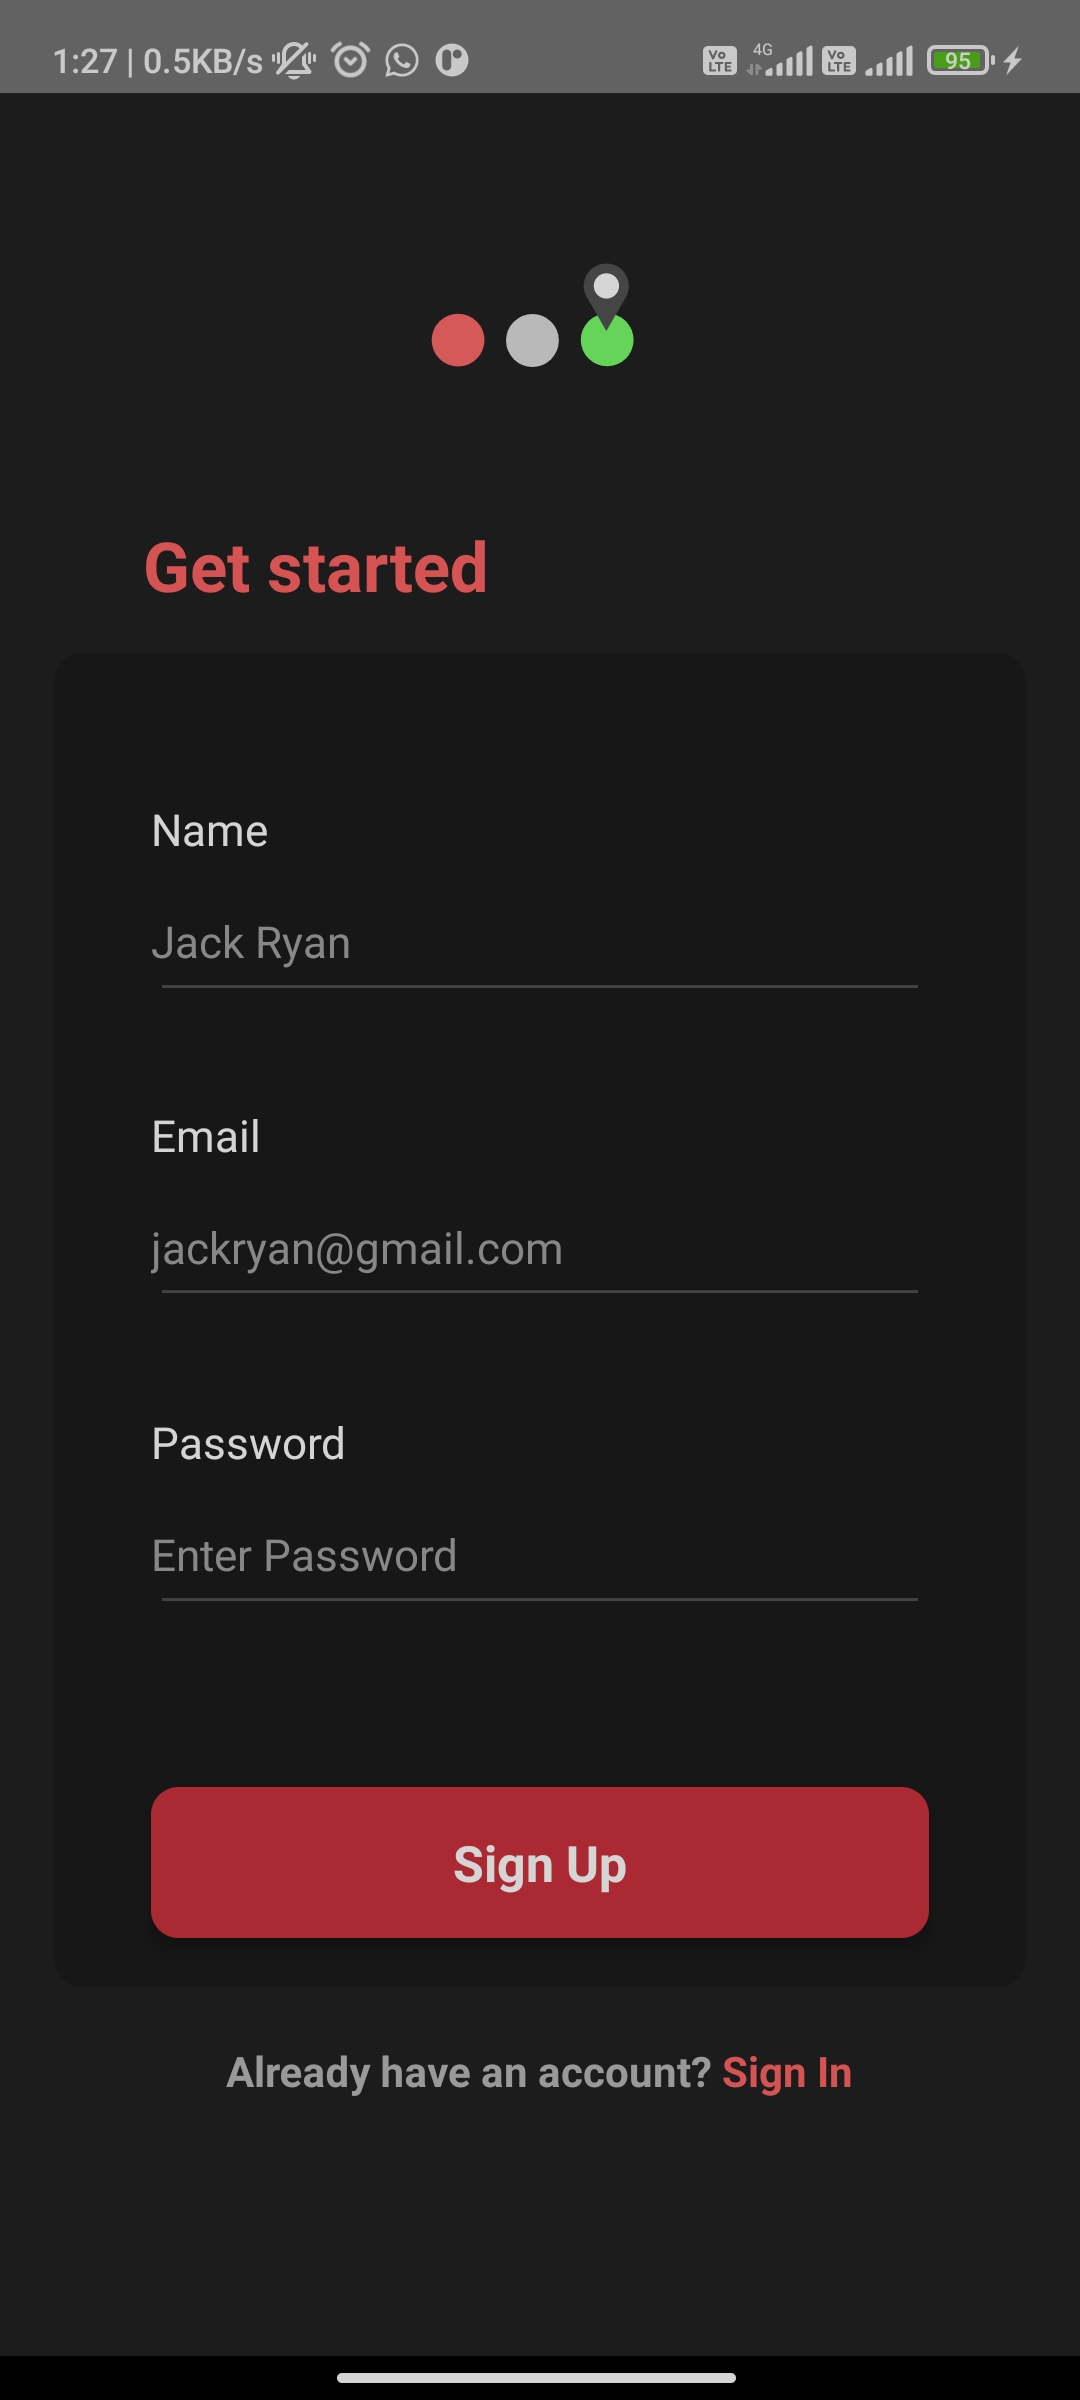 1:27 | 0.5KB/s Vo LTE 4G Vo LTE 95
Get started
Name
Jack Ryan
Email
jackryan@gmail.com
Password
Enter Password
Sign Up
Already have an account? Sign In